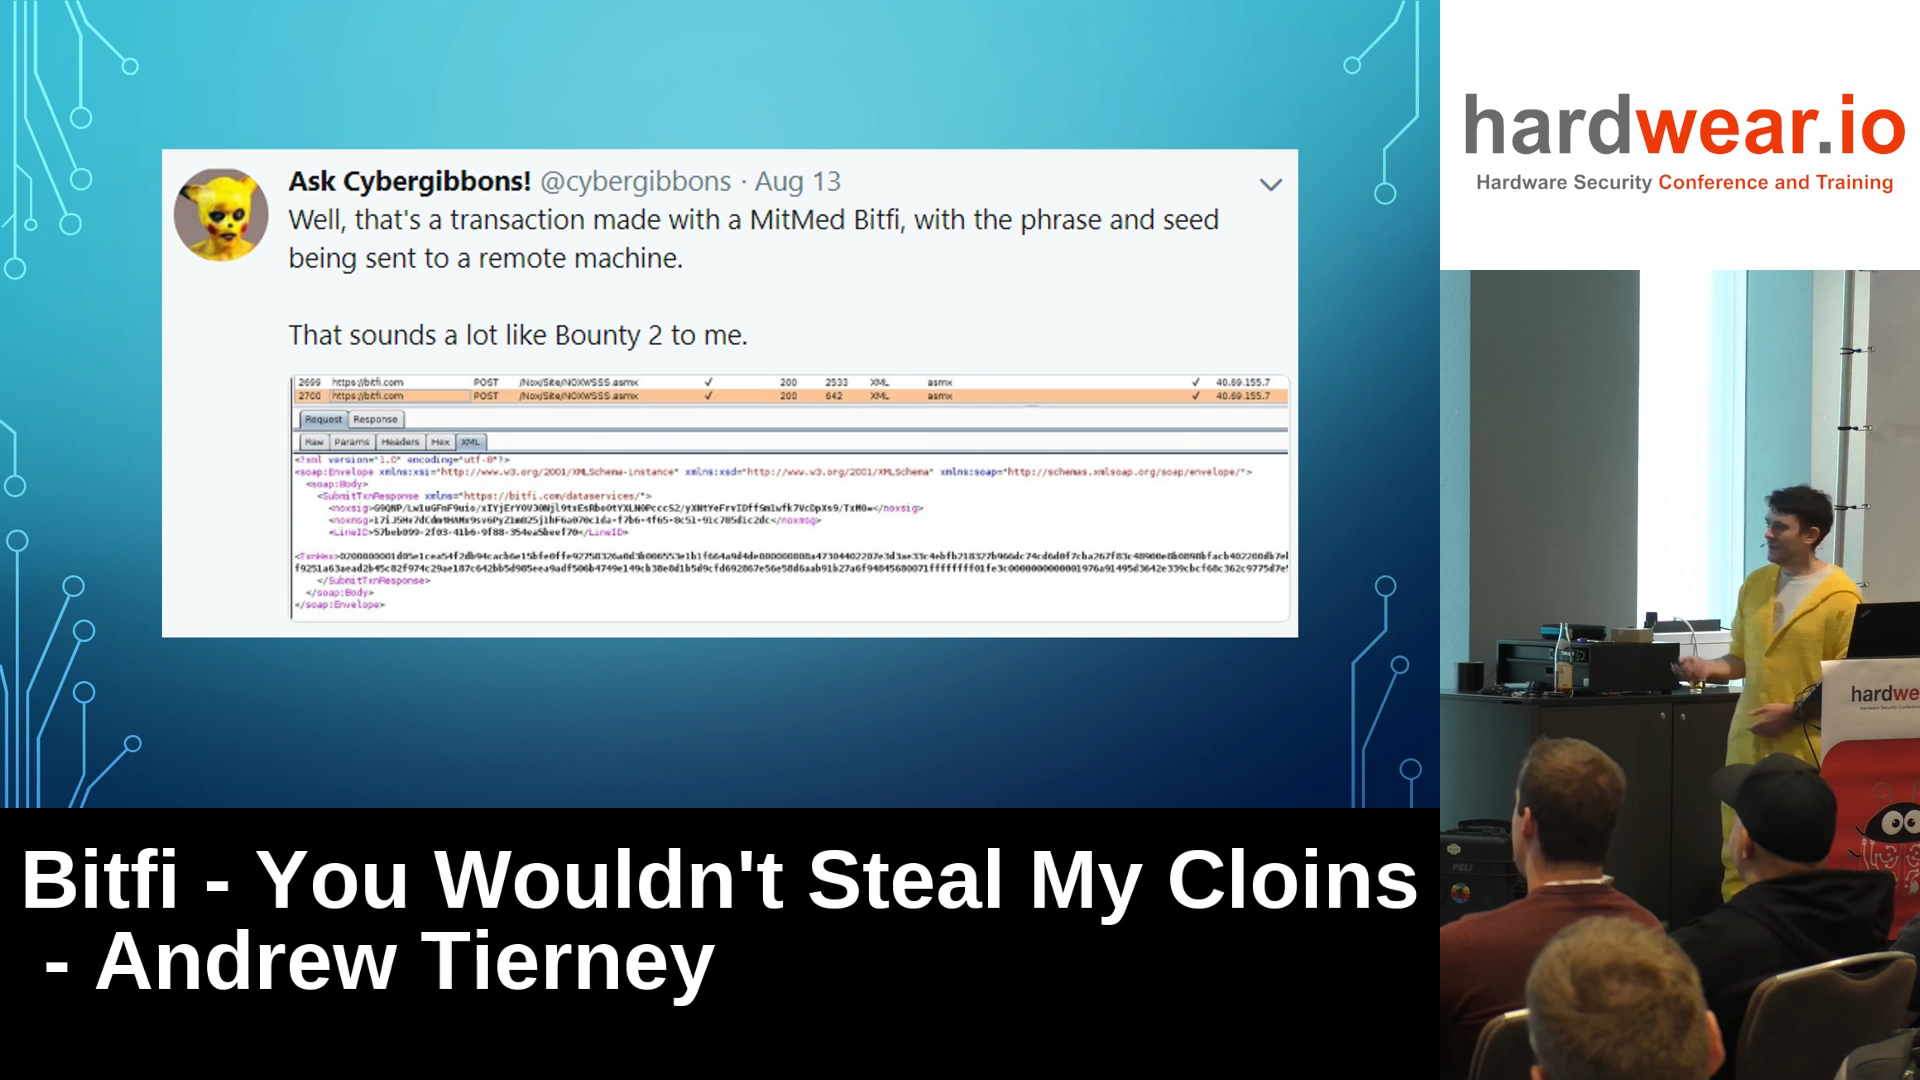 Ask Cybergibbons! @cybergibbons · Aug 13
Well, that's a transaction made with a MitMed Bitfi, with the phrase and seed
being sent to a remote machine.
That sounds a lot like Bounty 2 to me.
2699 https://bitfi.com POST /Nox/Site/NOXWSSS.asmx ✓ 200 2533 XML asmx ✓ 40.69.155.7
2700 https://bitfi.com POST /Nox/Site/NOXWSSS.asmx ✓ 200 642 XML asmx ✓ 40.69.155.7
Request Response
Raw Params Headers Hex XML
<?xml version="1.0" encoding="utf-8"?>
<soap:Envelope xmlns:xsi="http://www.w3.org/2001/XMLSchema-instance" xmlns:xsd="http://www.w3.org/2001/XMLSchema" xmlns:soap="http://schemas.xmlsoap.org/soap/envelope/">
<soap:Body>
<SubmitTxnResponse xmlns="https://bitfi.com/dataservices/">
</SubmitTxnResponse>
</soap:Body>
</soap:Envelope>
hardwear.io
Hardware Security Conference and Training
hardwe
PELI
Bitfi - You Wouldn't Steal My Cloins
- Andrew Tierney